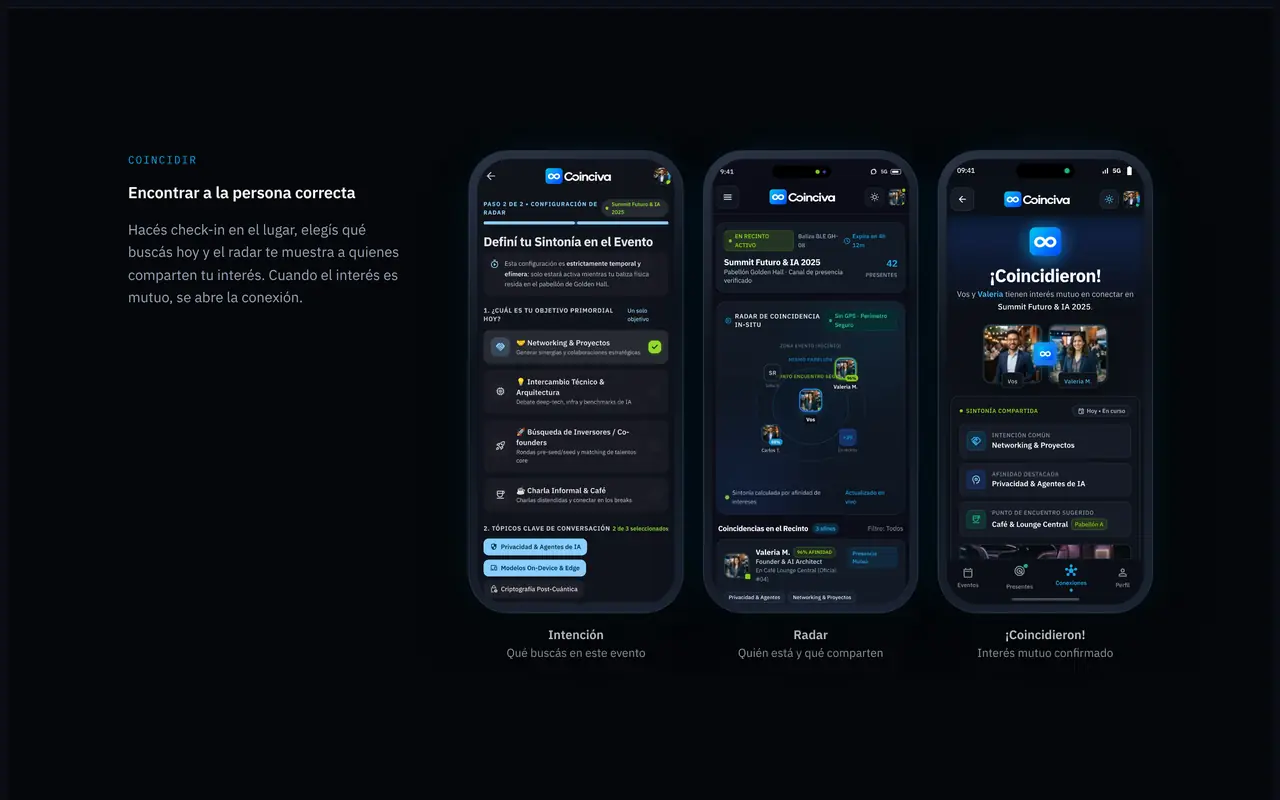 COINCIDIR
Encontrar a la persona correcta
Hacés check-in en el lugar, elegís qué
buscás hoy y el radar te muestra a quienes
comparten tu interés. Cuando el interés es
mutuo, se abre la conexión.
Coinciva
PASO 2 DE 2 • CONFIGURACIÓN DE
RADAR
Summit Futuro & IA
2025
Definí tu Sintonía en el Evento
Esta configuración es estrictamente temporal y
efímera: solo estará activa mientras tu baliza física
resida en el pabellón de Golden Hall.
1. ¿CUÁL ES TU OBJETIVO PRIMORDIAL
HOY?
Un solo
objetivo
🤝 Networking & Proyectos
Generar sinergias y colaboraciones estratégicas
💡 Intercambio Técnico &
Arquitectura
Debate deep-tech, infra y benchmarks de IA
🚀 Búsqueda de Inversores / Co-
founders
Rondas pre-seed/seed y matching de talentos
core
☕ Charla Informal & Café
Charlas distendidas y conectar en los breaks
2. TÓPICOS CLAVE DE CONVERSACIÓN
2 de 3 seleccionados
Privacidad & Agentes de IA
Modelos On-Device & Edge
Criptografía Post-Cuántica
Intención
Qué buscás en este evento
9:41
5G
Coinciva
EN RECINTO
ACTIVO
Baliza BLE GH-
08
Expira en 4h
12m
Summit Futuro & IA 2025
Pabellón Golden Hall · Canal de presencia
verificado
42
PRESENTES
RADAR DE COINCIDENCIA
IN-SITU
Sin GPS · Perímetro
Seguro
SR
Valeria M.
Vos
Carlos T.
Sintonía calculada por afinidad de
intereses
Actualizado en
vivo
Coincidencias en el Recinto
3 afines
Filtro: Todos
Valeria M.
96% AFINIDAD
Founder & AI Architect
En Café Lounge Central (Oficial
#04)
Presencia
Mutua
Privacidad & Agentes
Networking & Proyectos
Radar
Quién está y qué comparten
09:41
5G
Coinciva
¡Coincidieron!
Vos y Valeria tienen interés mutuo en conectar en
Summit Futuro & IA 2025.
Vos
Valeria M.
SINTONÍA COMPARTIDA
Hoy • En curso
INTENCIÓN COMÚN
Networking & Proyectos
AFINIDAD DESTACADA
Privacidad & Agentes de IA
PUNTO DE ENCUENTRO SUGERIDO
Café & Lounge Central
Pabellón A
Eventos
Presentes
Conexiones
Perfil
¡Coincidieron!
Interés mutuo confirmado